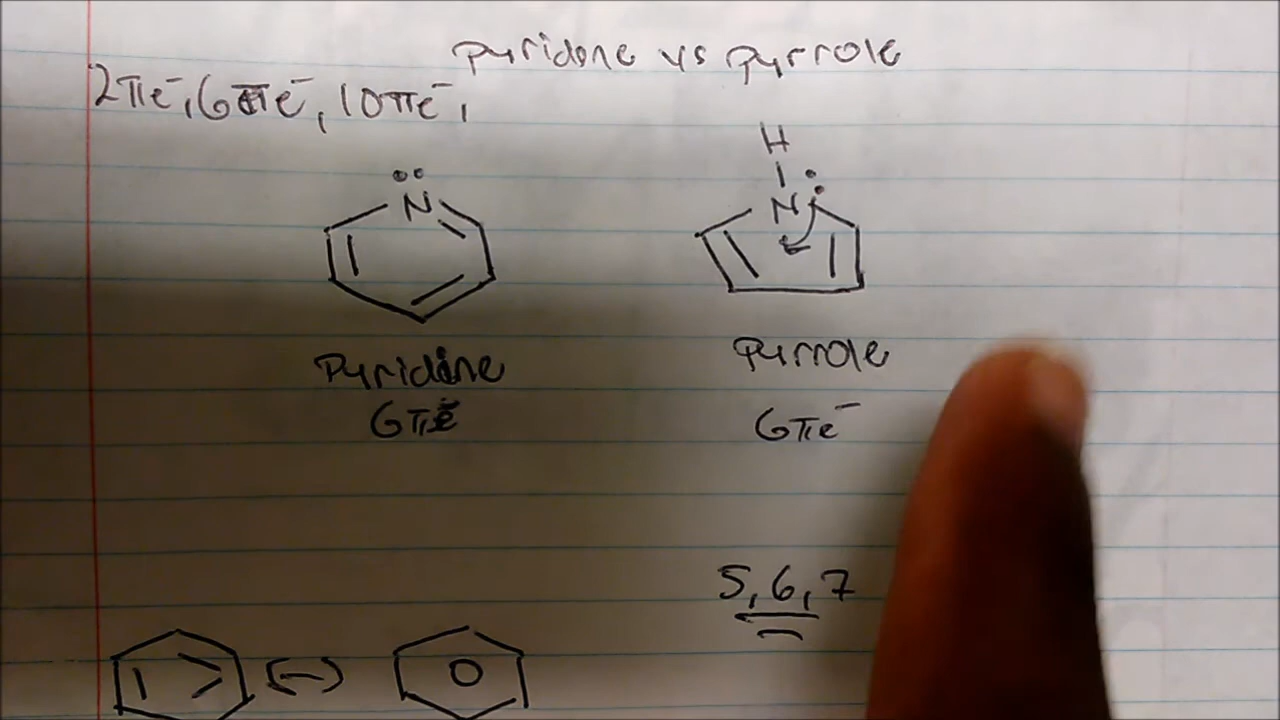 pyridine vs pyrrole
2πe⁻, 6πe⁻, 10πe⁻,
H
N N
Pyridine pyrrole
6πe⁻ 6πe⁻
5, 6, 7